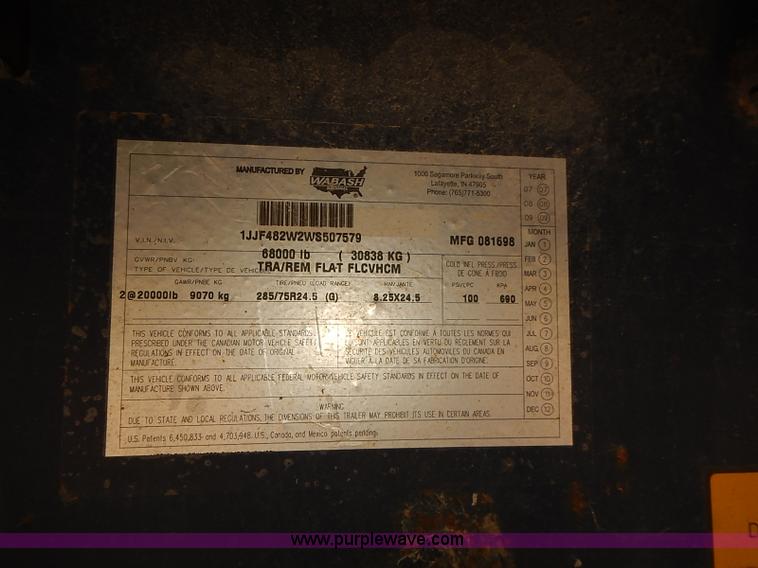 MANUFACTURED BY WABASH
1000 Sagamore Parkway South
Lafayette, IN 47905
Phone: (765)771-5300
1JJF482W2WS507579
V.I.N./N.I.V.
MFG 081698
68000 lb ( 30838 KG )
GVWR/PNBV KG:
TRA/REM FLAT FLCVHCM
TYPE OF VEHICLE/TYPE DE VEHICULE
COLD INFL PRESS/PRESS
DE GONF A FROID
GAWR/PNBE KG TIRE/PNEU (LOAD RANGE) RIM/JANTE PSI/LPC KPA
2@20000lb 9070 kg 285/75R24.5 (G) 8.25X24.5 100 690
THIS VEHICLE CONFORMS TO ALL APPLICABLE STANDARDS
PRESCRIBED UNDER THE CANADIAN MOTOR VEHICLE SAFETY
REGULATIONS IN EFFECT ON THE DATE OF ORIGINAL
MANUFACTURE.
CE VEHICULE EST CONFORME A TOUTES LES NORMES QUI
LUI SONT APPLICABLES EN VERTU DU REGLEMENT SUR LA
SECURITE DES VEHICULES AUTOMOBILES DU CANADA EN
VIGUEUR A LA DATE DE SA FABRICATION D'ORIGINE.
THIS VEHICLE CONFORMS TO ALL APPLICABLE FEDERAL MOTOR VEHICLE SAFETY STANDARDS IN EFFECT ON THE DATE OF
MANUFACTURE SHOWN ABOVE.
WARNING
DUE TO STATE AND LOCAL REGULATIONS, THE DIMENSIONS OF THIS TRAILER MAY PROHIBIT ITS USE IN CERTAIN AREAS.
U.S. Patents 6,450,833 and 4,703,948 U.S., Canada, and Mexico patents pending.
YEAR
07 07
08 08
09 09
MONTH
JAN 1
FEB 2
MAR 3
APR 4
MAY 5
JUN 6
JUL 7
AUG 8
SEP 9
OCT 10
NOV 11
DEC 12
D
www.purplewave.com